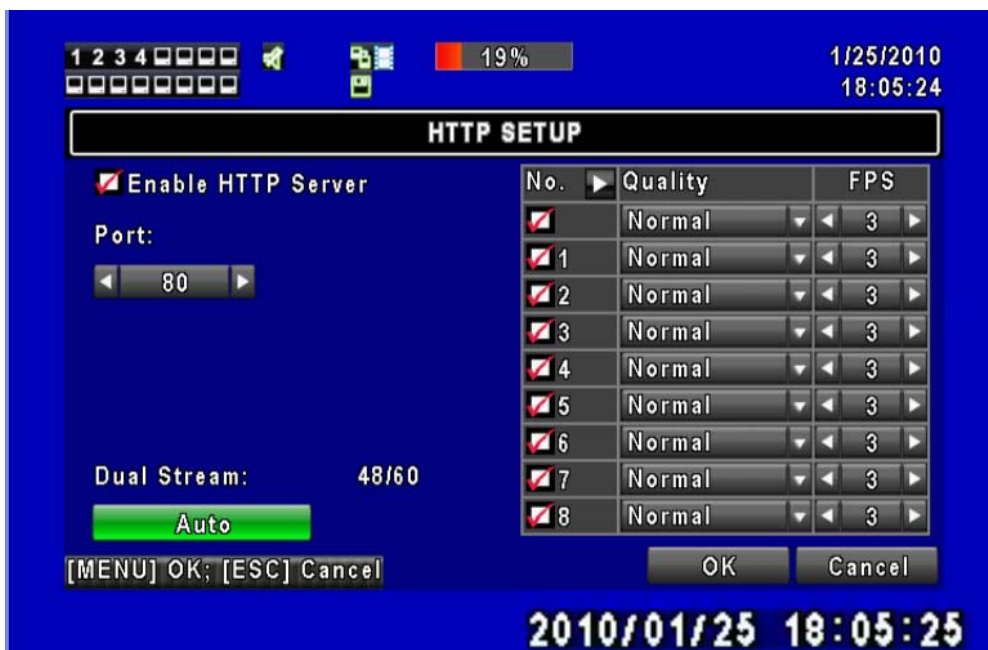 1 2 3 4 19% 1/25/2010
18:05:24
HTTP SETUP
Enable HTTP Server
Port:
80
Dual Stream: 48/60
Auto
No. Quality FPS
Normal 3
1 Normal 3
2 Normal 3
3 Normal 3
4 Normal 3
5 Normal 3
6 Normal 3
7 Normal 3
8 Normal 3
[MENU] OK; [ESC] Cancel
OK Cancel
2010/01/25 18:05:25